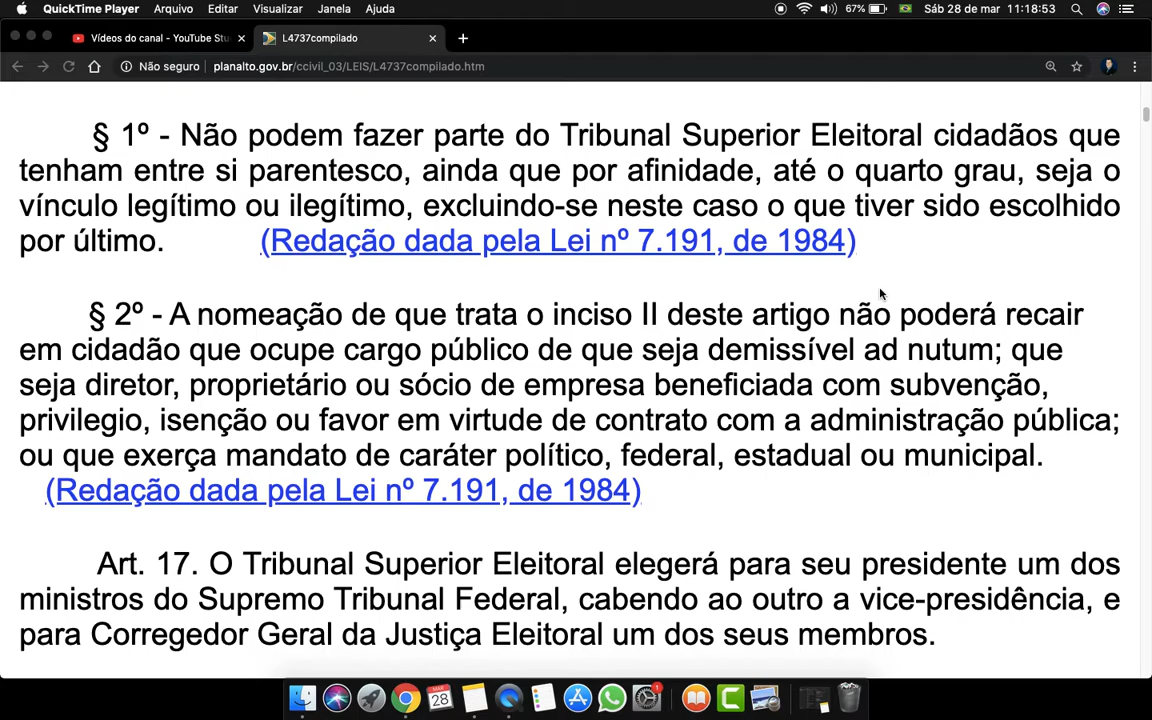 QuickTime Player Arquivo Editar Visualizar Janela Ajuda 67% Sáb 28 de mar 11:18:53
Vídeos do canal - YouTube Stu L4737compilado
Não seguro planalto.gov.br/ccivil_03/LEIS/L4737compilado.htm
§ 1º - Não podem fazer parte do Tribunal Superior Eleitoral cidadãos que
tenham entre si parentesco, ainda que por afinidade, até o quarto grau, seja o
vínculo legítimo ou ilegítimo, excluindo-se neste caso o que tiver sido escolhido
por último. (Redação dada pela Lei nº 7.191, de 1984)
§ 2º - A nomeação de que trata o inciso II deste artigo não poderá recair
em cidadão que ocupe cargo público de que seja demissível ad nutum; que
seja diretor, proprietário ou sócio de empresa beneficiada com subvenção,
privilegio, isenção ou favor em virtude de contrato com a administração pública;
ou que exerça mandato de caráter político, federal, estadual ou municipal.
(Redação dada pela Lei nº 7.191, de 1984)
Art. 17. O Tribunal Superior Eleitoral elegerá para seu presidente um dos
ministros do Supremo Tribunal Federal, cabendo ao outro a vice-presidência, e
para Corregedor Geral da Justiça Eleitoral um dos seus membros.
MAR
28
1